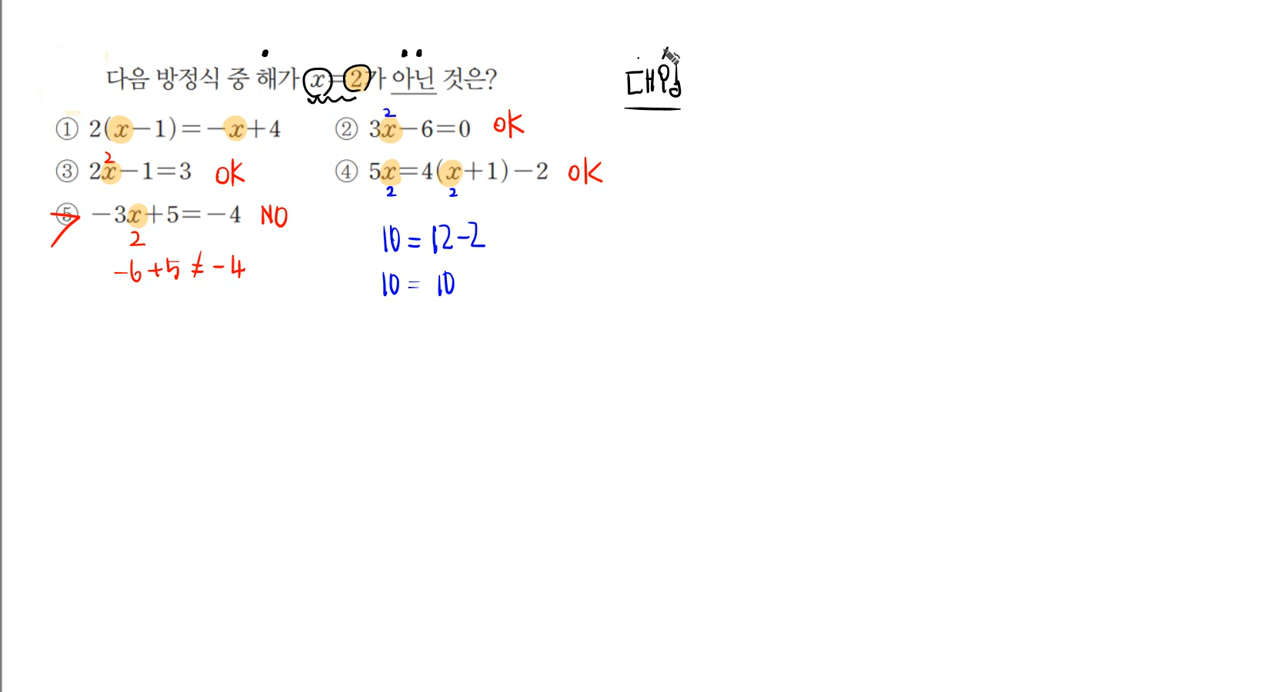 다음 방정식 중 해가 x=2가 아닌 것은?
대입
① 2(x-1)=-x+4
② 3x-6=0 OK
2
③ 2x-1=3 OK
2
④ 5x=4(x+1)-2 OK
2 2
⑤ -3x+5=-4 NO
2
-6+5≠-4
10=12-2
10=10